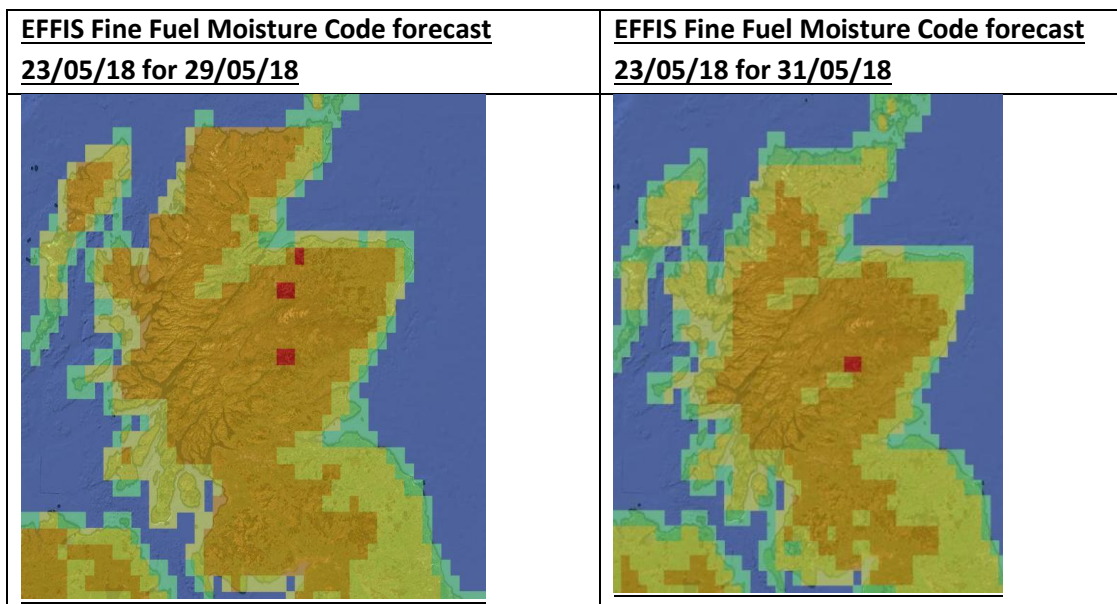 EFFIS Fine Fuel Moisture Code forecast
23/05/18 for 29/05/18
EFFIS Fine Fuel Moisture Code forecast
23/05/18 for 31/05/18